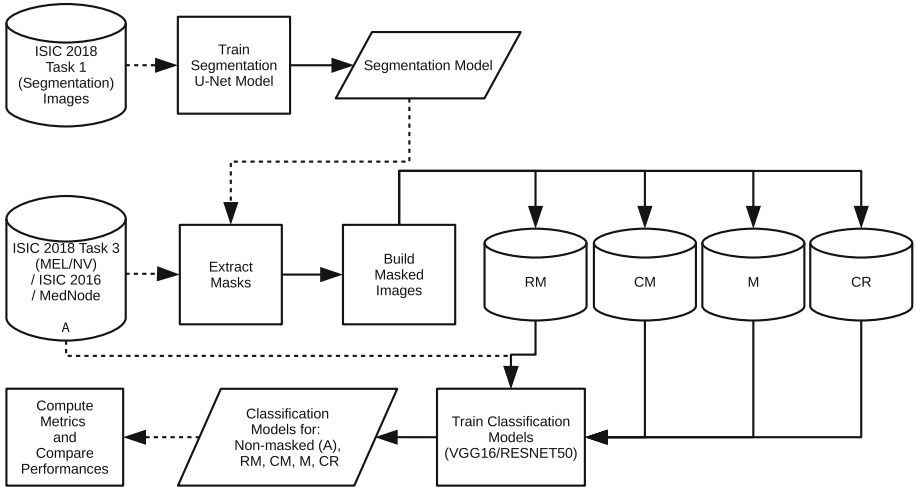 ISIC 2018
Task 1
(Segmentation)
Images
Train
Segmentation
U-Net Model
Segmentation Model
ISIC 2018 Task 3
(MEL/NV)
/ ISIC 2016
/ MedNode
A
Extract
Masks
Build
Masked
Images
RM
CM
M
CR
Compute
Metrics
and
Compare
Performances
Classification
Models for:
Non-masked (A),
RM, CM, M, CR
Train Classification
Models
(VGG16/RESNET50)